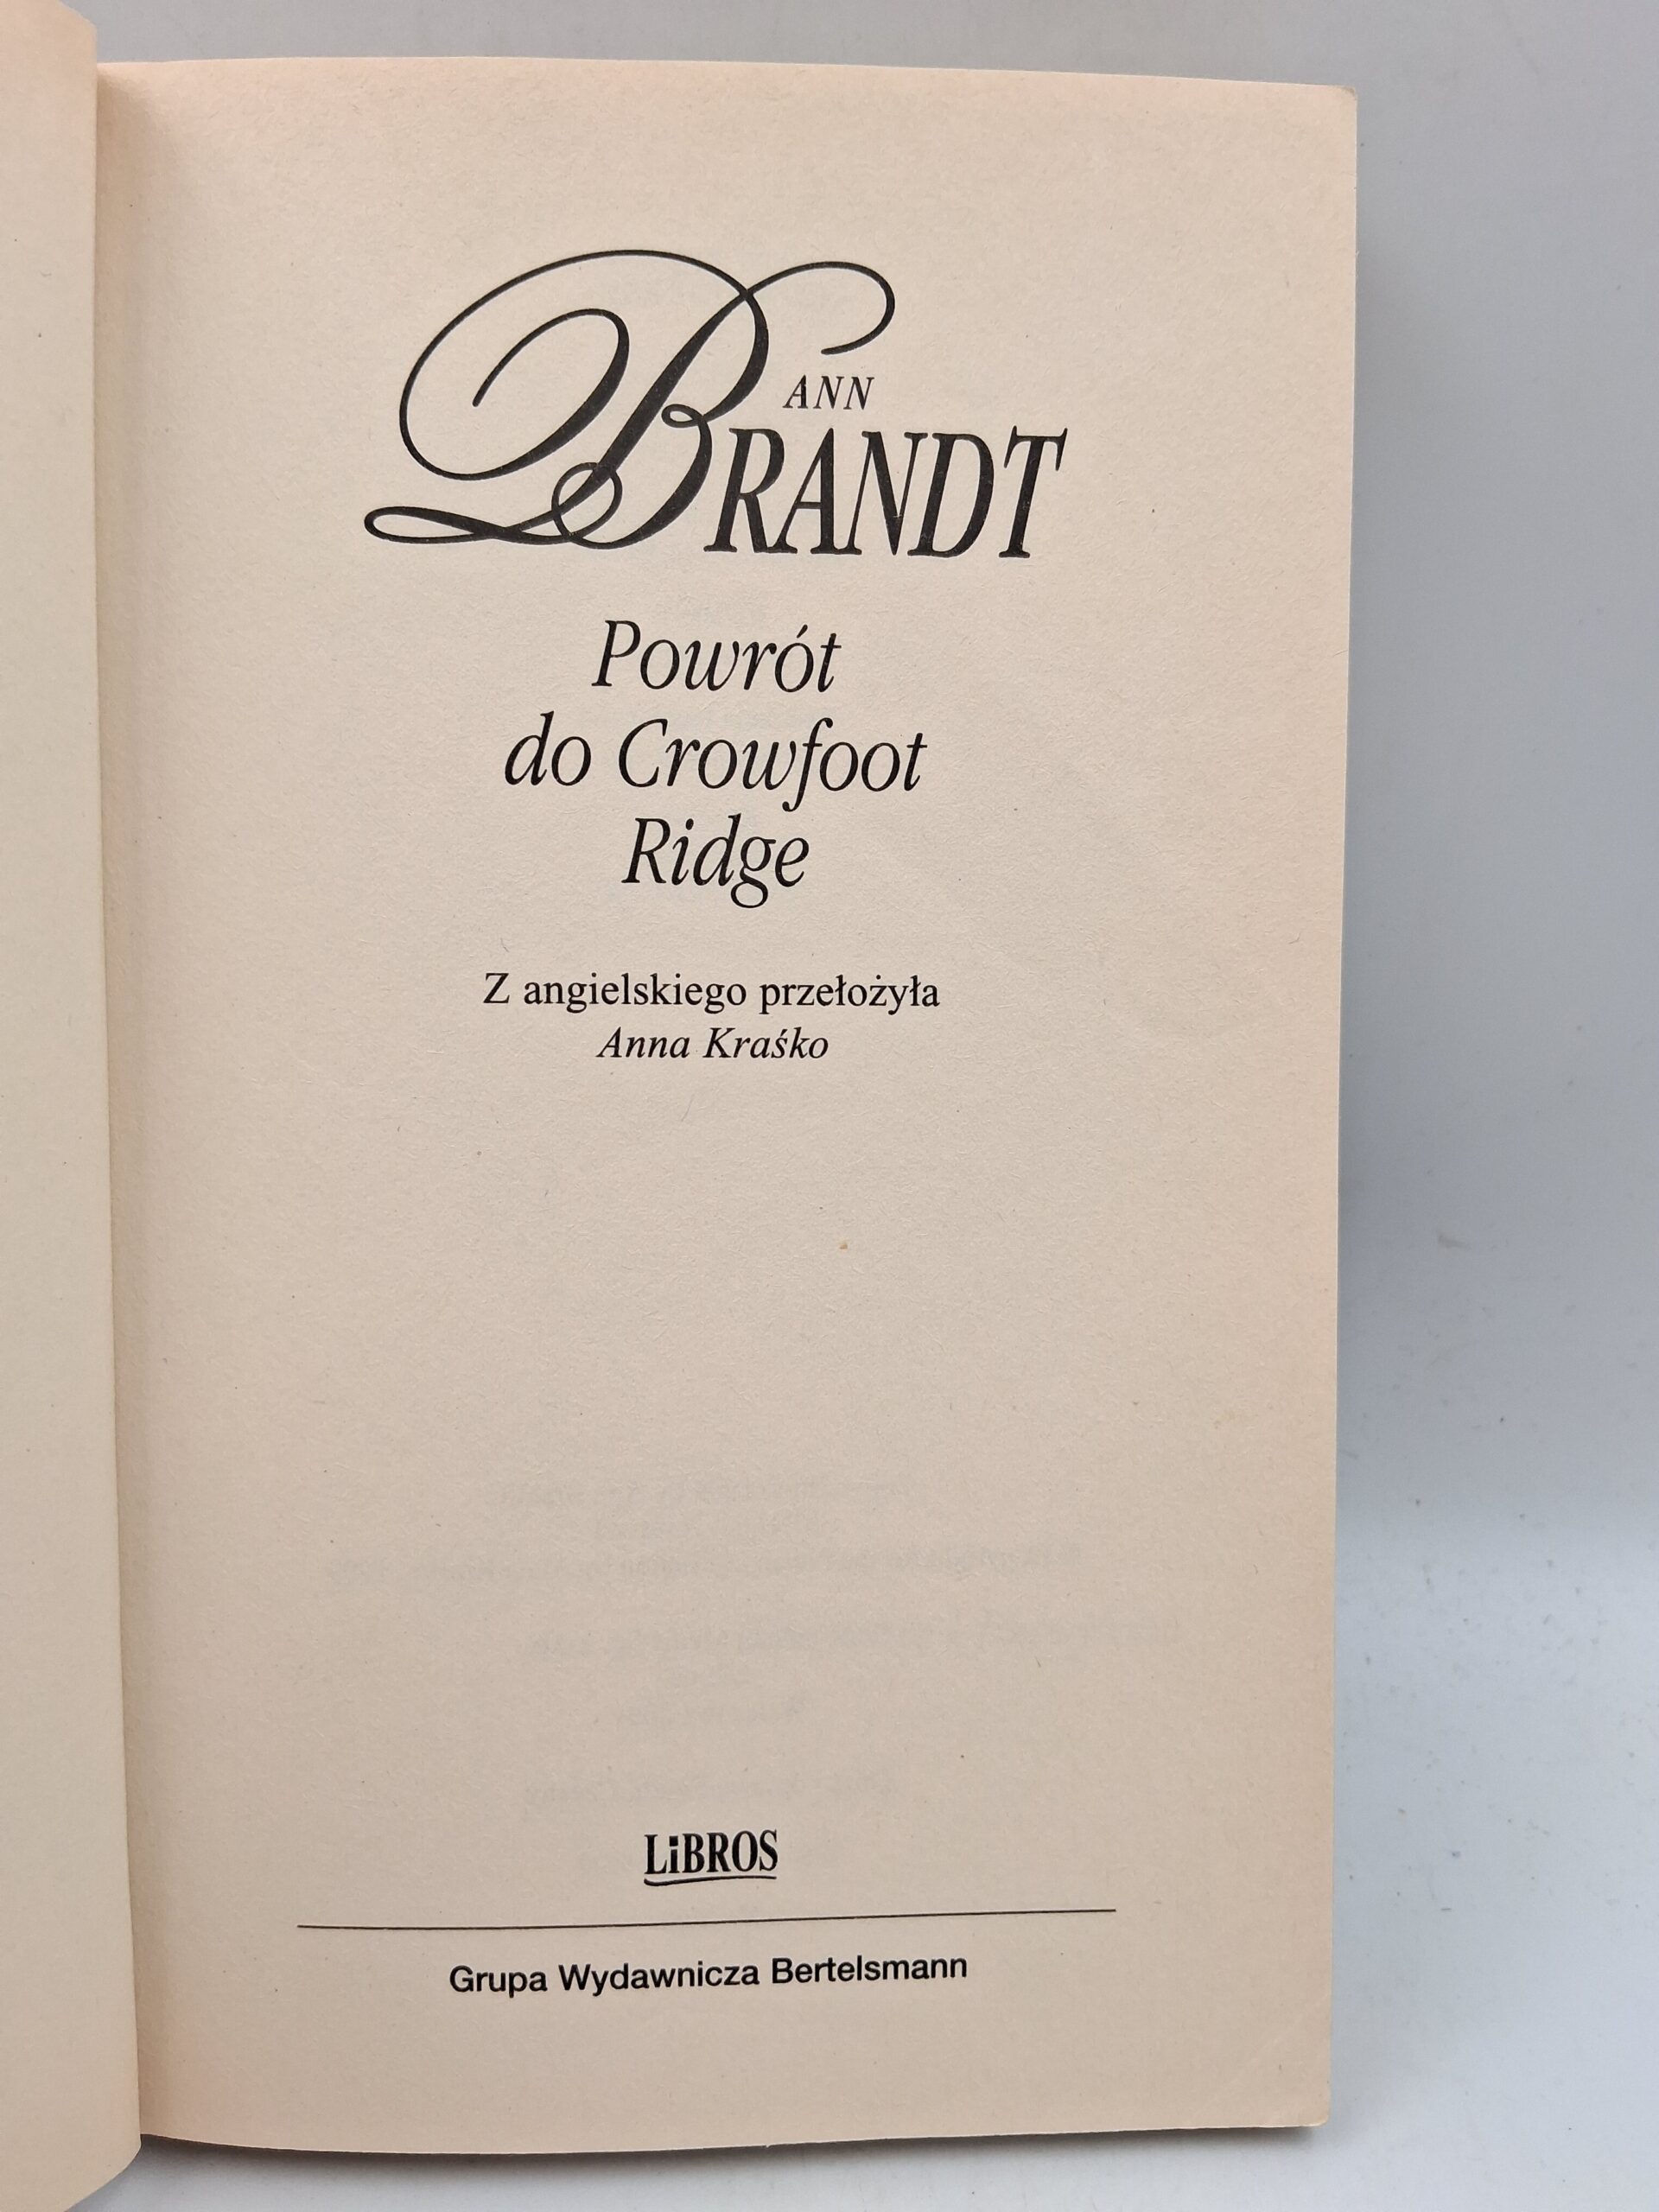 ANN
BRANDT
Powrót
do Crowfoot
Ridge
Z angielskiego przełożyła
Anna Kraśko
LiBROS
Grupa Wydawnicza Bertelsmann